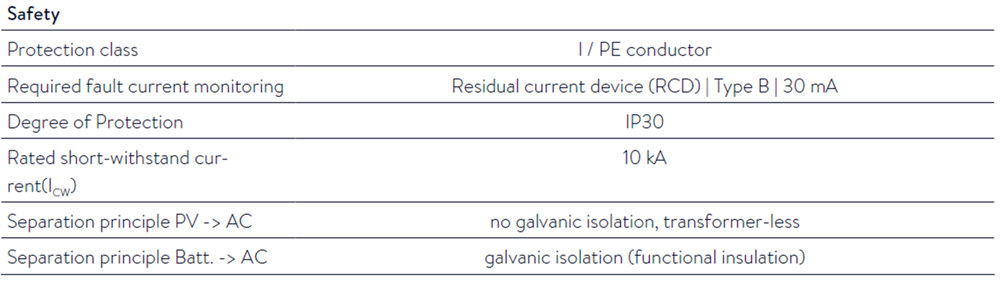 Safety
Protection class I / PE conductor
Required fault current monitoring Residual current device (RCD) | Type B | 30 mA
Degree of Protection IP30
Rated short-withstand cur- 10 kA
rent(ICW)
Separation principle PV -> AC no galvanic isolation, transformer-less
Separation principle Batt. -> AC galvanic isolation (functional insulation)